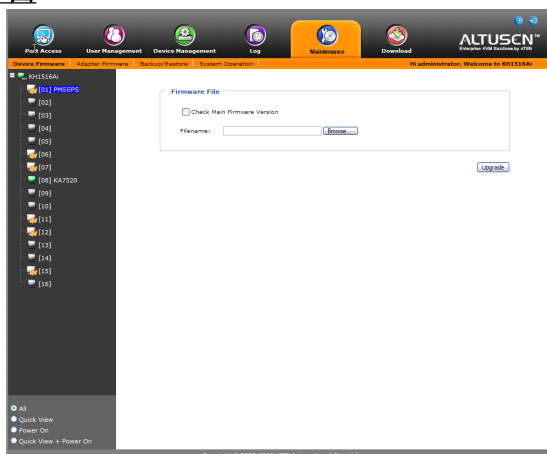 Port Access
User Management
Device Management
Log
Maintenance
Download
ALTUSCN™
Enterprise KVM Solutions by ATEN
Device Firmware
Adapter Firmware
Backup/Restore
System Operation
Hi administrator, Welcome to KH1516Ai
KH1516Ai
[01] PMSSPS
[02]
[03]
[04]
[05]
[06]
[07]
[08] KA7520
[09]
[10]
[11]
[12]
[13]
[14]
[15]
[16]
Firmware File
Check Main Firmware Version
Filename:
Browse...
Upgrade
All
Quick View
Power On
Quick View + Power On